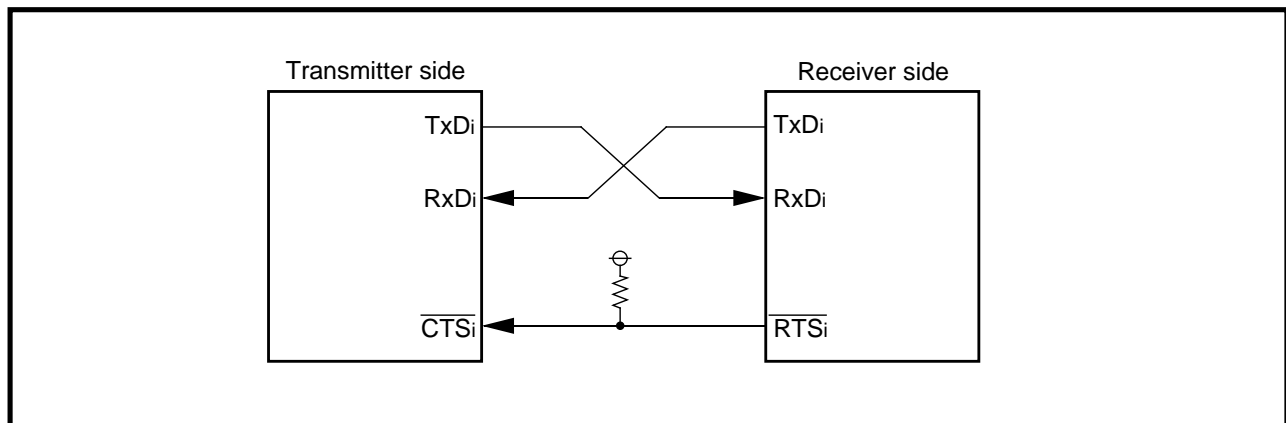 Transmitter side
Receiver side
TxDi
TxDi
RxDi
RxDi
CTSi
RTSi